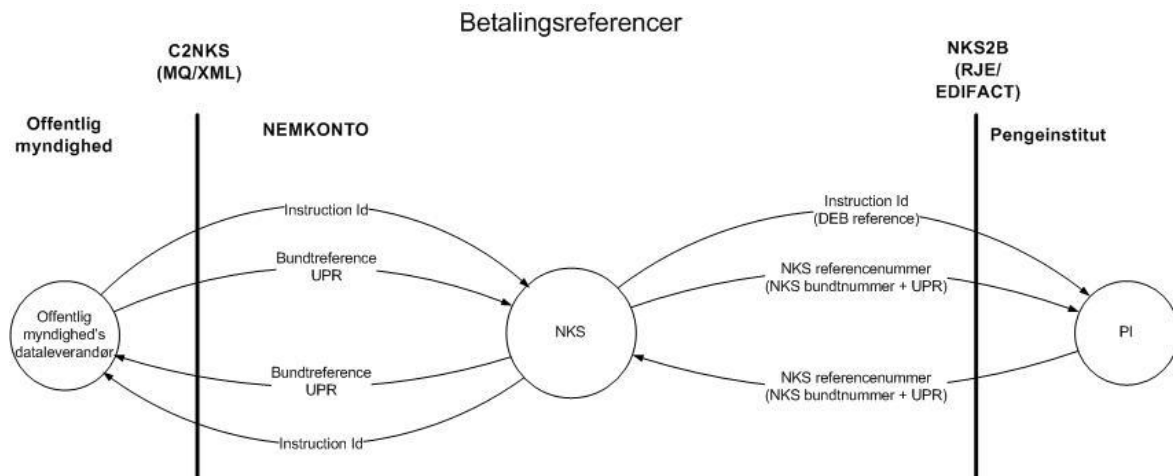 Betalingsreferencer
C2NKS
(MQ/XML)
NKS2B
(RJE/
EDIFACT)
Offentlig
myndighed
NEMKONTO
Pengeinstitut
Instruction Id
Bundtreference
UPR
Instruction Id
(DEB reference)
NKS referencenummer
(NKS bundtnummer + UPR)
Offentlig
myndighed's
dataleverandør
NKS
PI
Bundtreference
UPR
Instruction Id
NKS referencenummer
(NKS bundtnummer + UPR)